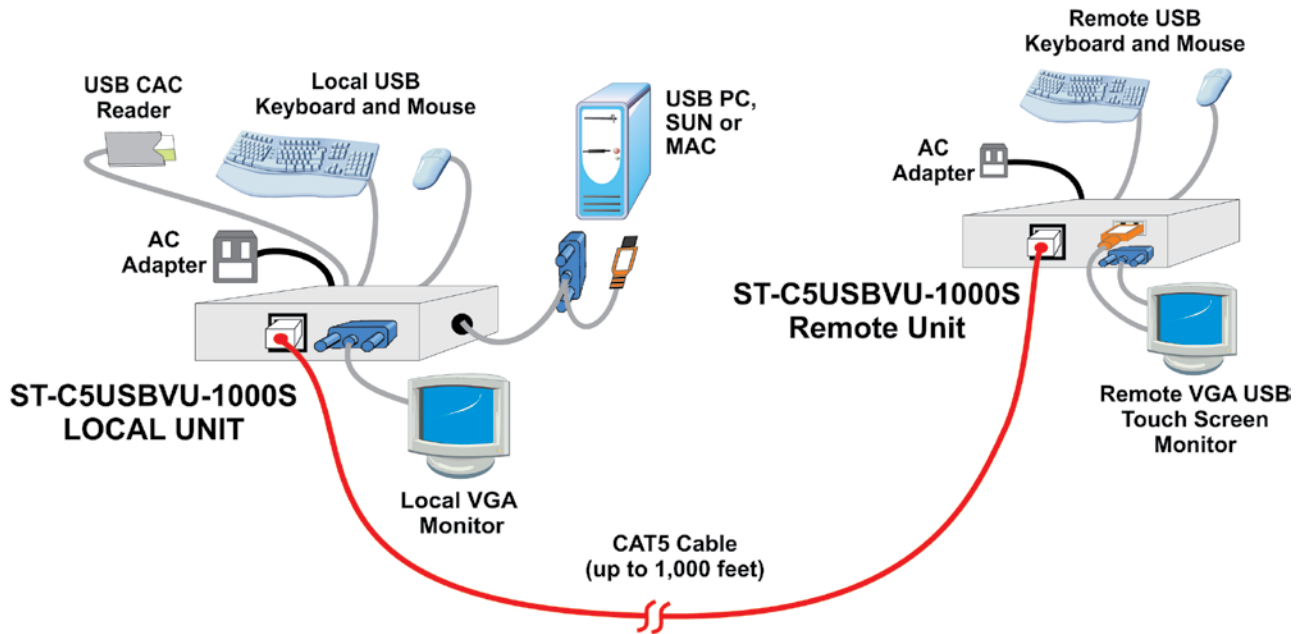 USB CAC
Reader
Local USB
Keyboard and Mouse
USB PC,
SUN or
MAC
AC
Adapter
ST-C5USBVU-1000S
LOCAL UNIT
Local VGA
Monitor
CAT5 Cable
(up to 1,000 feet)
Remote USB
Keyboard and Mouse
AC
Adapter
ST-C5USBVU-1000S
Remote Unit
Remote VGA USB
Touch Screen
Monitor